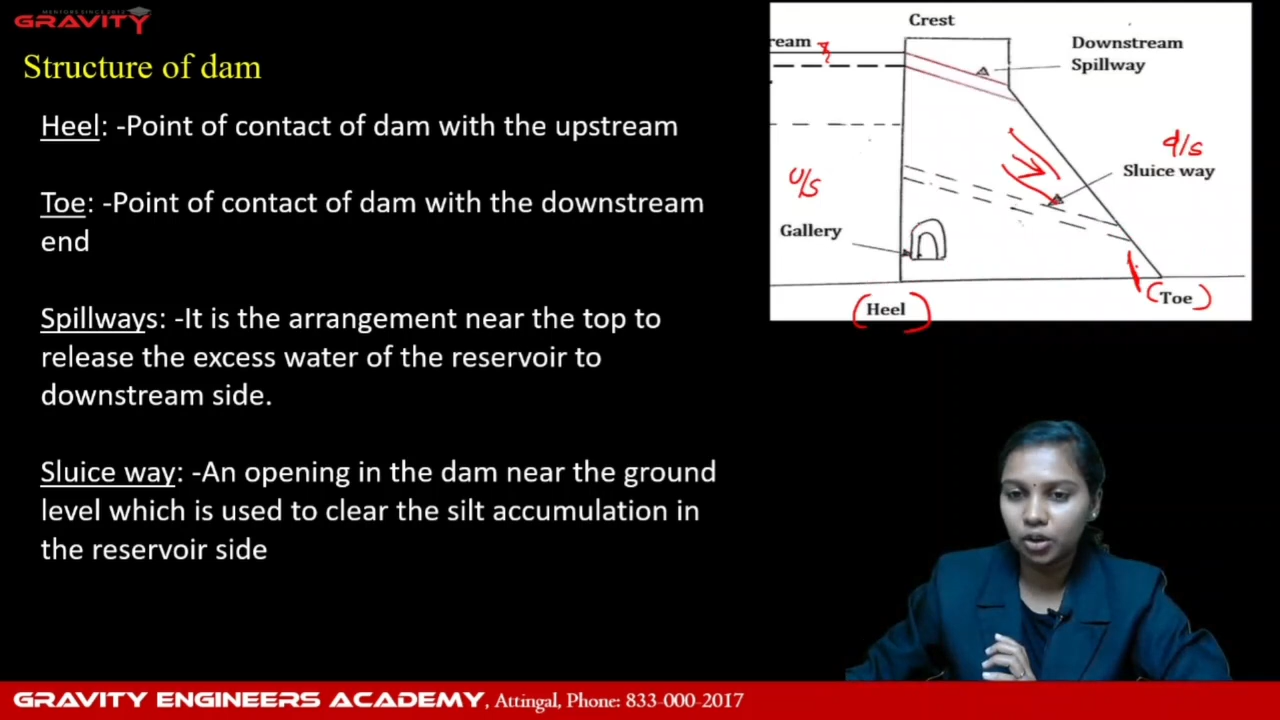 MENTORS SINCE 2012
GRAVITY
Structure of dam
Heel: -Point of contact of dam with the upstream
Toe: -Point of contact of dam with the downstream
end
Spillways: -It is the arrangement near the top to
release the excess water of the reservoir to
downstream side.
Sluice way: -An opening in the dam near the ground
level which is used to clear the silt accumulation in
the reservoir side
Crest
ream
Downstream
Spillway
d/s
Sluice way
U/s
Gallery
Heel
(Toe)
GRAVITY ENGINEERS ACADEMY, Attingal, Phone: 833-000-2017